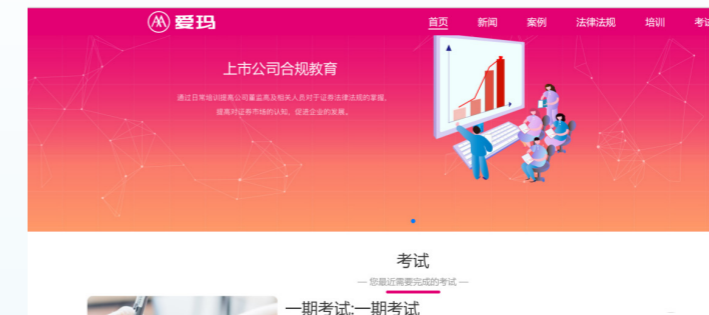 爱玛
首页 新闻 案例 法律法规 培训 考试
上市公司合规教育
通过日常培训提高公司董监高及相关人员对于证券法律法规的掌握，
提高对证券市场的认知，促进企业的发展。
考试
— 您最近需要完成的考试 —
一期考试:一期考试